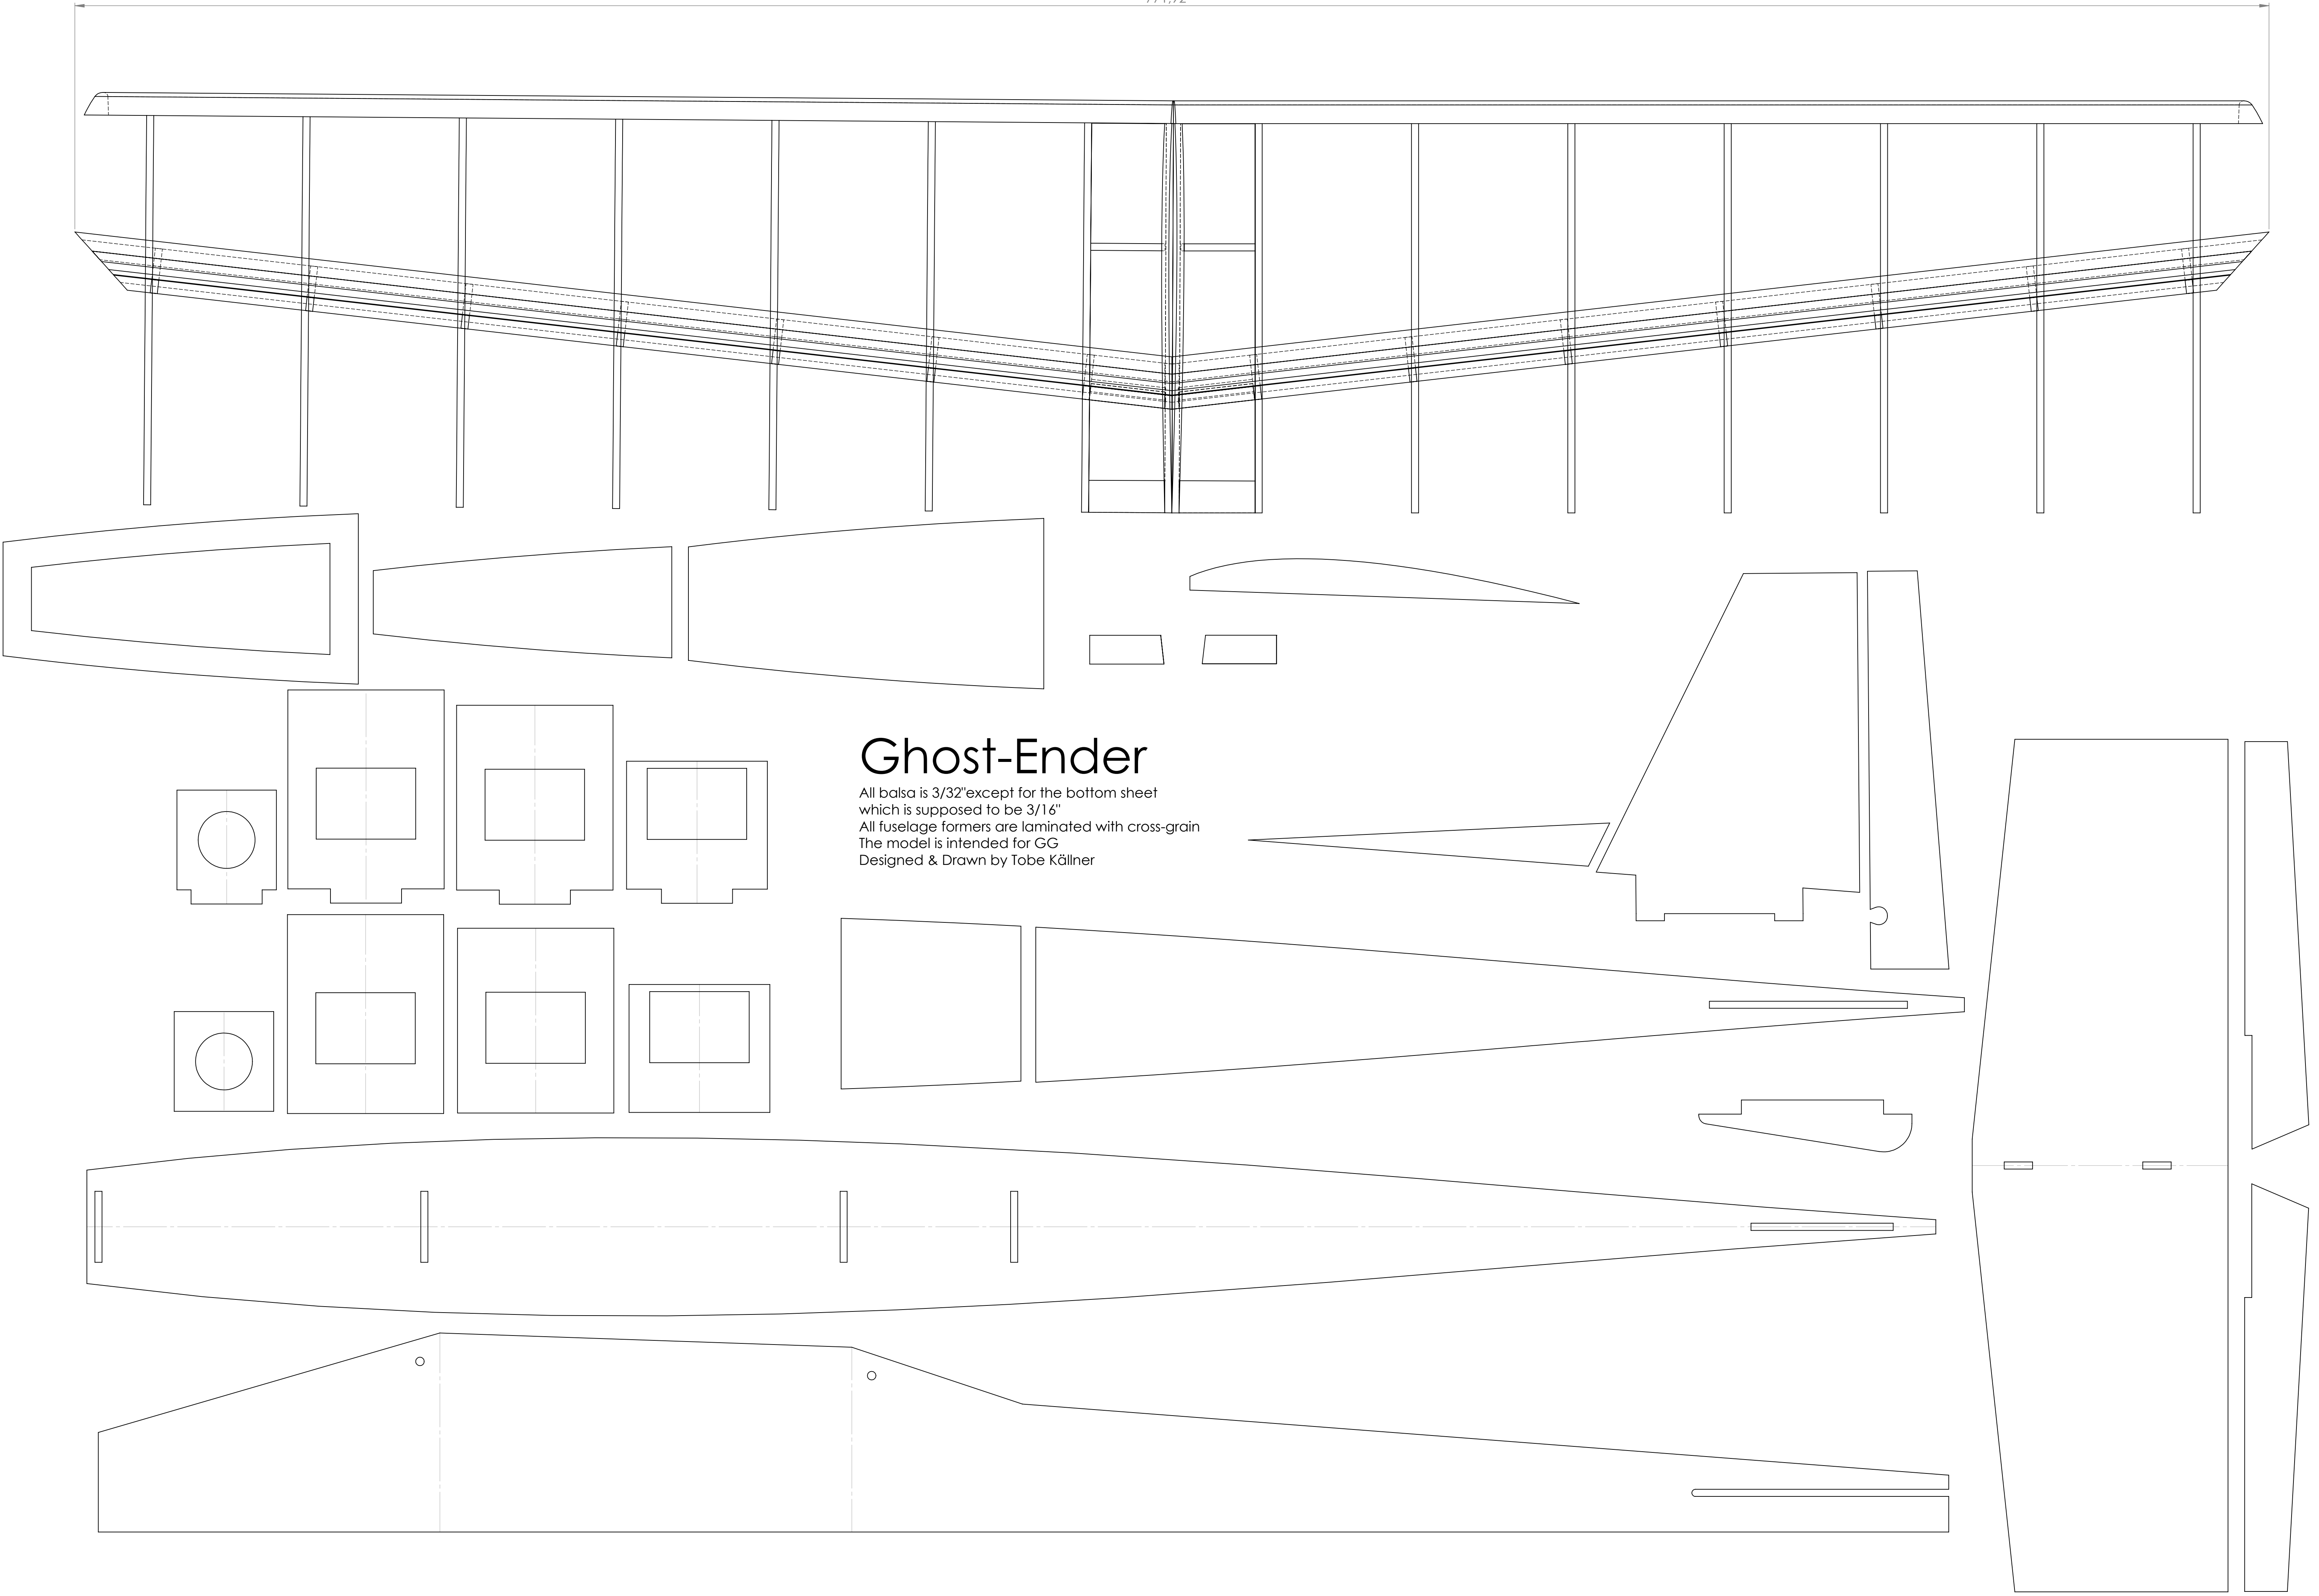 Ghost-Ender
All balsa is 3/32"except for the bottom sheet
which is supposed to be 3/16"
All fuselage formers are laminated with cross-grain
The model is intended for GG
Designed & Drawn by Tobe Källner